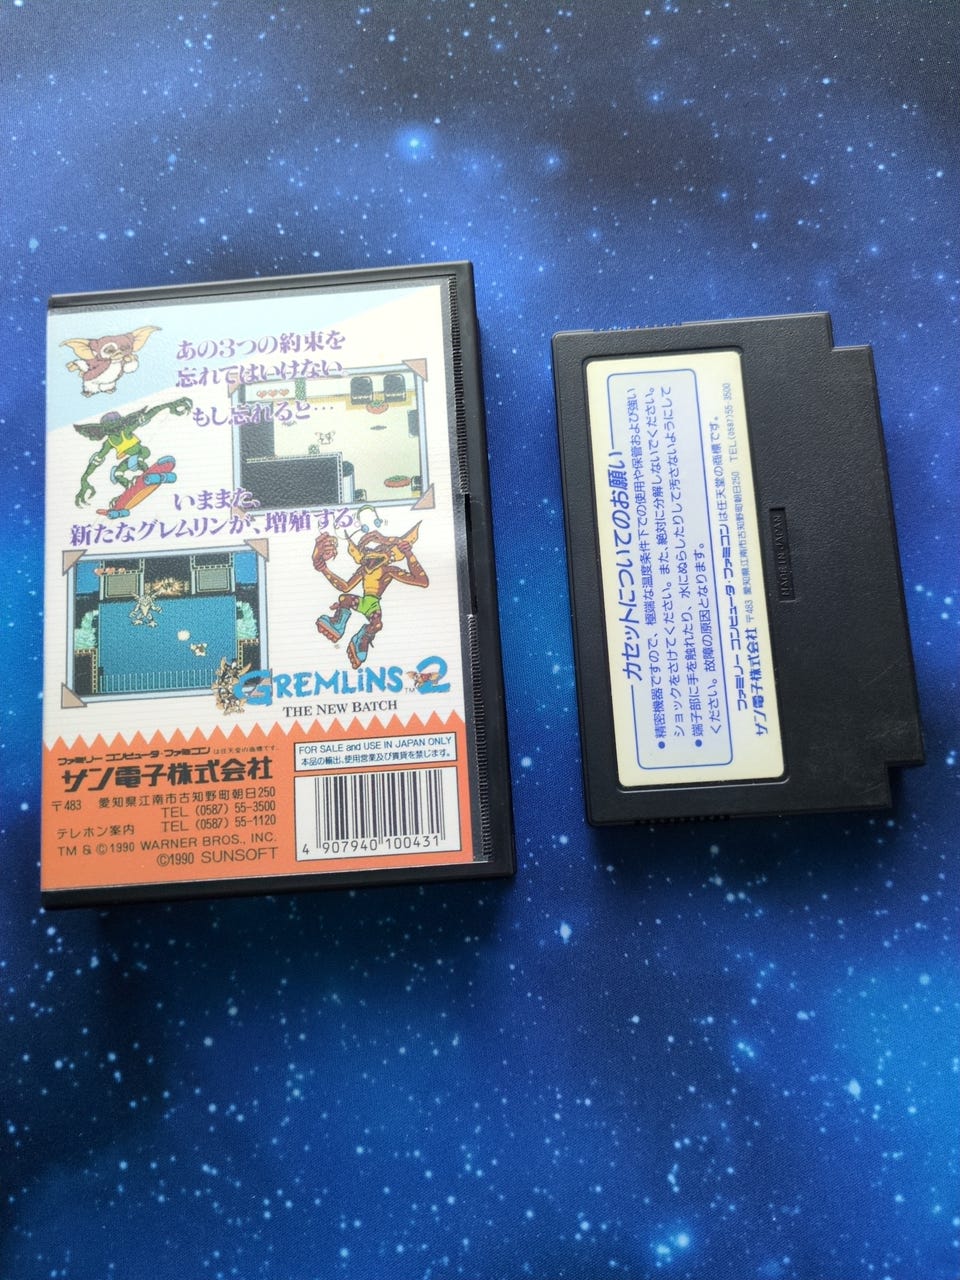 あの3つの約束を
忘れてはいけない。
もし忘れると…
いままた、
新たなグレムリンが、増殖する。
GREMLINS 2
TM
THE NEW BATCH
ファミリー コンピュータ・ファミコンは任天堂の商標です。
サン電子株式会社
〒483 愛知県江南市古知野町朝日250
TEL (0587) 55-3500
テレホン案内 TEL (0587) 55-1120
TM & ©1990 WARNER BROS., INC.
©1990 SUNSOFT
FOR SALE and USE IN JAPAN ONLY
本品の輸出、使用営業及び賃貸を禁じます。
4 907940 100431
カセットについてのお願い
●精密機器ですので、極端な温度条件下での使用や保管および強い
ショックをさけてください。また、絶対に分解しないでください。
●端子部に手を触れたり、水にぬらしたりして汚さないようにして
ください。故障の原因となります。
ファミリー コンピュータ・ファミコンは任天堂の商標です。
サン電子株式会社 〒483 愛知県江南市古知野町朝日250 TEL(0587)55-3500
MADE IN JAPAN